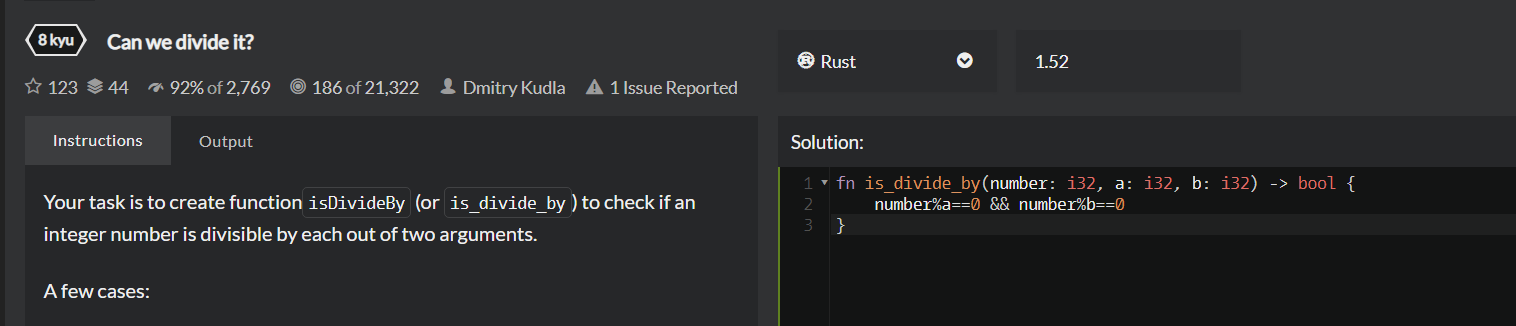 8 kyu Can we divide it?
123 44 92% of 2,769 186 of 21,322 Dmitry Kudla 1 Issue Reported
Rust 1.52
Instructions Output
Your task is to create function isDivideBy (or is_divide_by) to check if an
integer number is divisible by each out of two arguments.
A few cases:
Solution:
1 fn is_divide_by(number: i32, a: i32, b: i32) -> bool {
2 number%a==0 && number%b==0
3 }